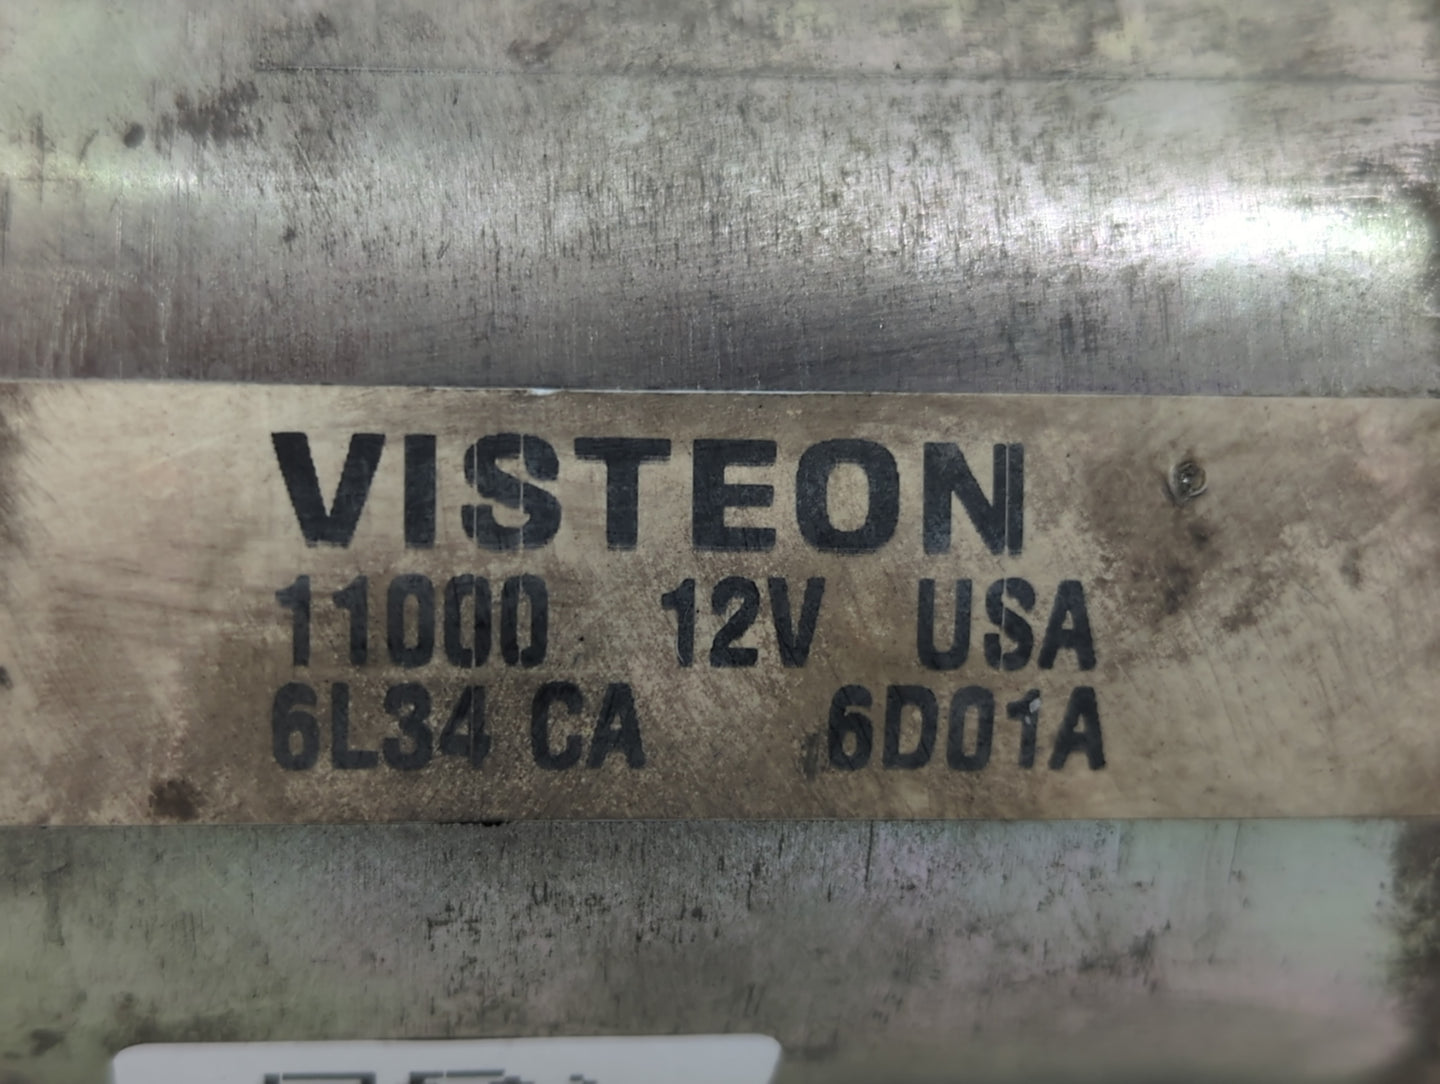 VISTEON
11000 12V USA
6L34 CA 6D01A